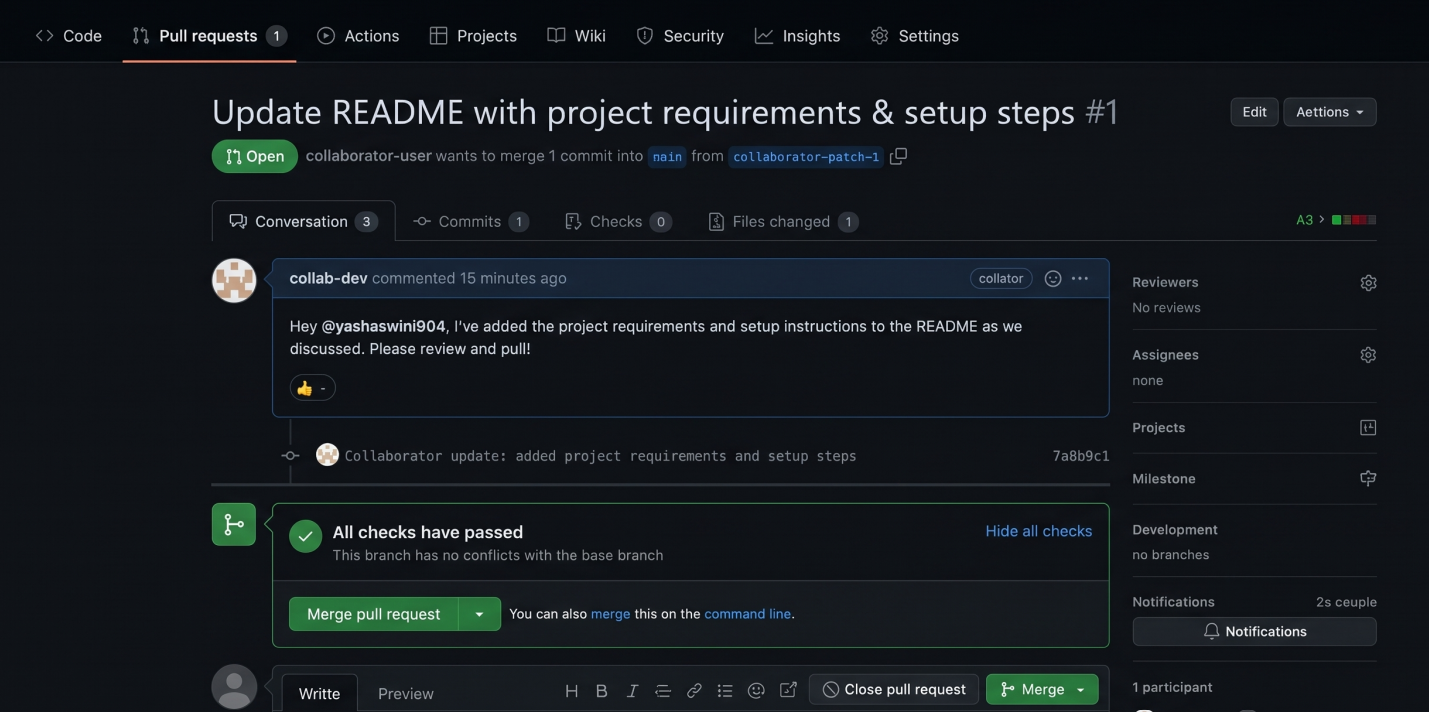 Code Pull requests 1 Actions Projects Wiki Security Insights Settings
Update README with project requirements & setup steps #1
Edit Aettions
Open collaborator-user wants to merge 1 commit into nain from collaborator-patch-1
Conversation 3 Commits 1 Checks 0 Files changed 1
A3 >
collab-dev commented 15 minutes ago collator ...
Hey @yashaswini904, I've added the project requirements and setup instructions to the README as we
discussed. Please review and pull!
👍 -
Collaborator update: added project requirements and setup steps 7a8b9c1
All checks have passed
This branch has no conflicts with the base branch
Hide all checks
Merge pull request You can also merge this on the command line.
Writte Preview H B I Close pull request Merge
Reviewers
No reviews
Assignees
none
Projects
Milestone
Development
no branches
Notifications 2s ceuple
Notifications
1 participant